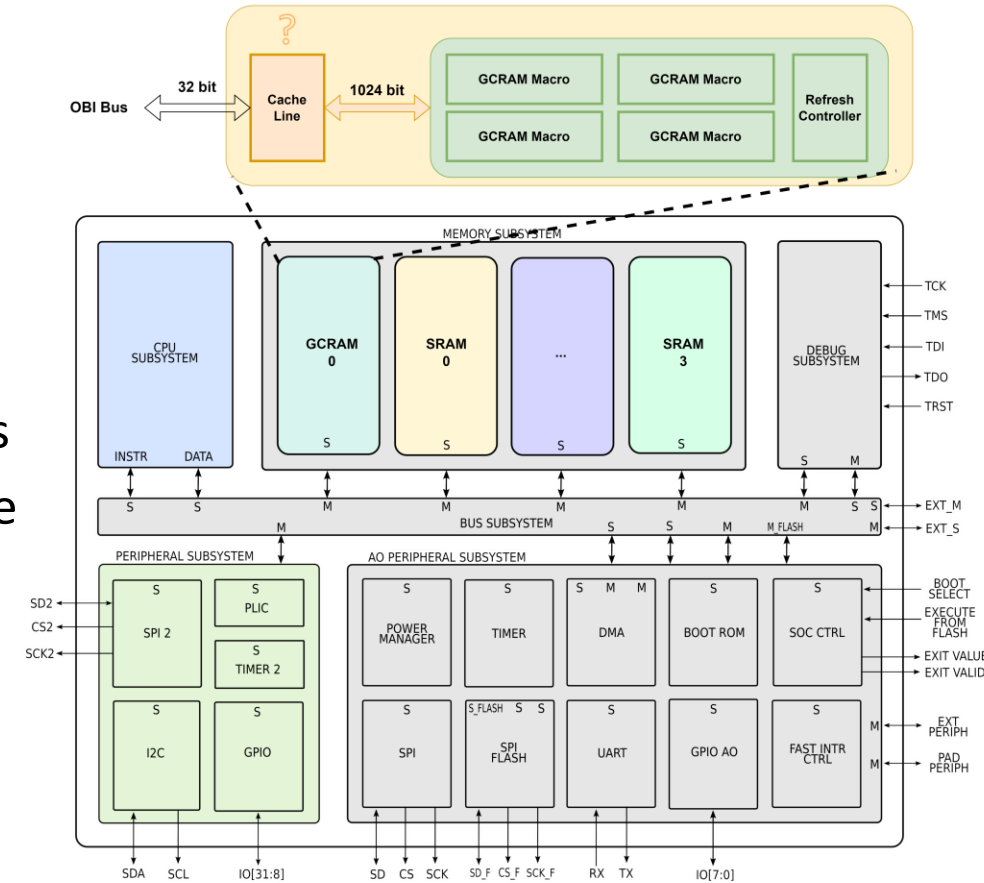 ?
32 bit
1024 bit
OBI Bus
Cache
Line
GCRAM Macro
GCRAM Macro
GCRAM Macro
GCRAM Macro
Refresh
Controller
MEMORY SUBSYSTEM
CPU
SUBSYSTEM
INSTR
DATA
GCRAM
0
S
SRAM
0
S
...
S
SRAM
3
S
DEBUG
SUBSYSTEM
S
M
TCK
TMS
TDI
TDO
TRST
s
e
S
S
M
M
M
M
M
S
S
M
BUS SUBSYSTEM
S
S
M
M_FLASH
M
EXT_M
EXT_S
PERIPHERAL SUBSYSTEM
S
SPI 2
S
PLIC
S
TIMER 2
S
I2C
S
GPIO
SD2
CS2
SCK2
AO PERIPHERAL SUBSYSTEM
S
POWER
MANAGER
S
TIMER
S M M
DMA
S
BOOT ROM
S
SOC CTRL
S
SPI
S_FLASH S S
SPI
FLASH
S
UART
S
GPIO AO
S
FAST INTR
CTRL
M
M
BOOT
SELECT
EXECUTE
FROM
FLASH
EXIT VALUE
EXIT VALID
EXT
PERIPH
PAD
PERIPH
SDA
SCL
IO[31:8]
SD
CS
SCK
SD_F
CS_F
SCK_F
RX
TX
IO[7:0]